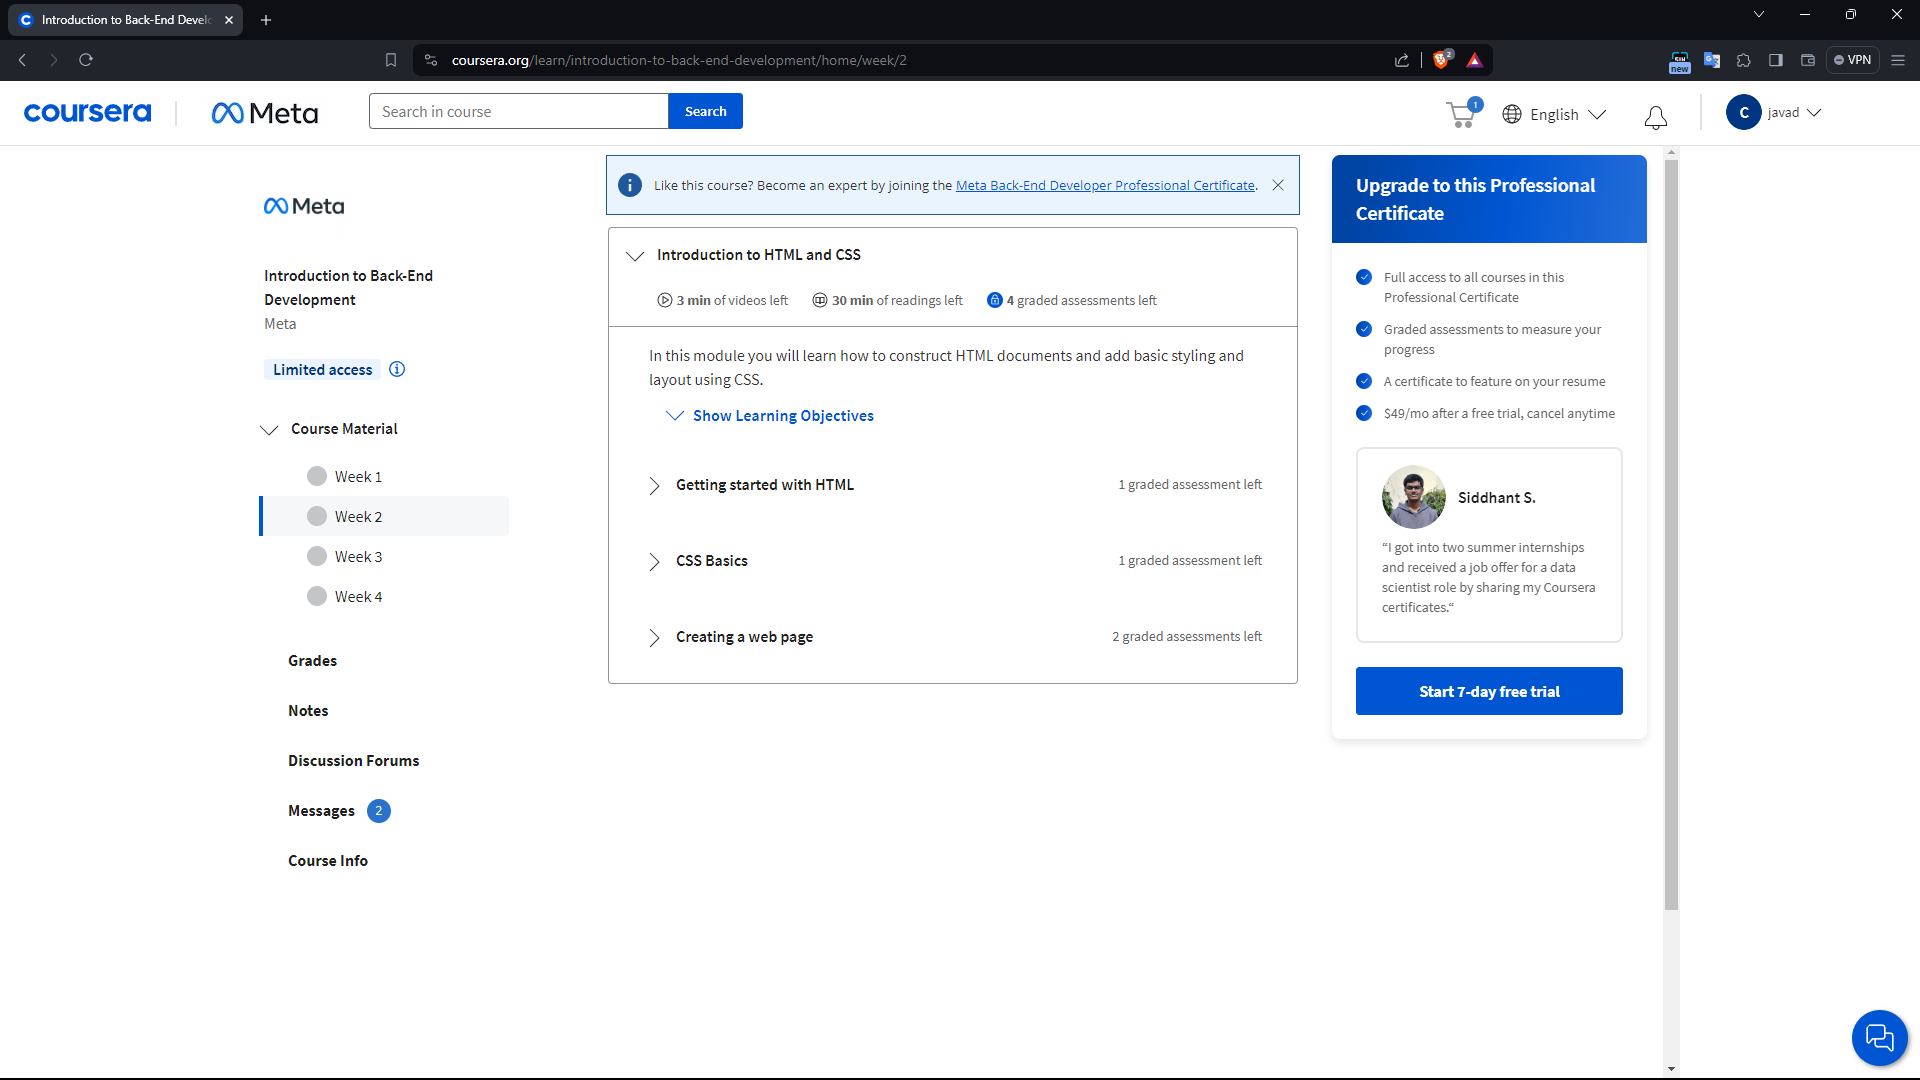 Introduction to Back-End Devel
coursera.org/learn/introduction-to-back-end-development/home/week/2
2
new
VPN
coursera
Meta
Search in course
Search
1
English
C
javad
Meta
Introduction to Back-End
Development
Meta
Limited access
Course Material
Week 1
Week 2
Week 3
Week 4
Grades
Notes
Discussion Forums
Messages 2
Course Info
Like this course? Become an expert by joining the Meta Back-End Developer Professional Certificate.
Introduction to HTML and CSS
3 min of videos left 30 min of readings left 4 graded assessments left
In this module you will learn how to construct HTML documents and add basic styling and
layout using CSS.
Show Learning Objectives
Getting started with HTML 1 graded assessment left
CSS Basics 1 graded assessment left
Creating a web page 2 graded assessments left
Upgrade to this Professional
Certificate
Full access to all courses in this
Professional Certificate
Graded assessments to measure your
progress
A certificate to feature on your resume
$49/mo after a free trial, cancel anytime
Siddhant S.
“I got into two summer internships
and received a job offer for a data
scientist role by sharing my Coursera
certificates.“
Start 7-day free trial